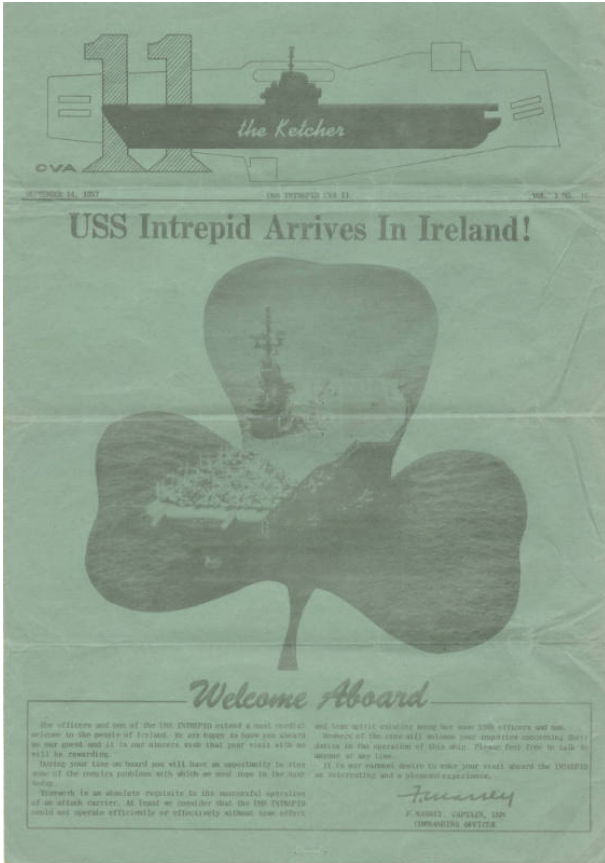 11
the Ketcher
CVA
SEPTEMBER 14, 1957 USS INTREPID CVA 11 VOL. 3 NO.
USS Intrepid Arrives In Ireland!
Welcome Aboard
The officers and men of the USS INTREPID extend a most cordial
welcome to the people of Ireland. We are happy to have you aboard
as our guest and it is our sincere wish that your visit with us
will be rewarding.
During your time on board you will have an opportunity to view
some of the complex problems with which we must cope in the Navy
today.
Teamwork is an absolute requisite to the successful operation
of an attack carrier. At least we consider that the USS INTREPID
could not operate efficiently or effectively without team effort
and team spirit existing among her over officers and men.
Members of the crew will welcome your inquiries concerning their
duties in the operation of this ship. Please feel free to talk to
anyone at any time.
It is our earnest desire to make your visit aboard the INTREPID
an interesting and a pleasant experience.
F. Massey
F. MASSEY CAPTAIN, USN
COMMANDING OFFICER